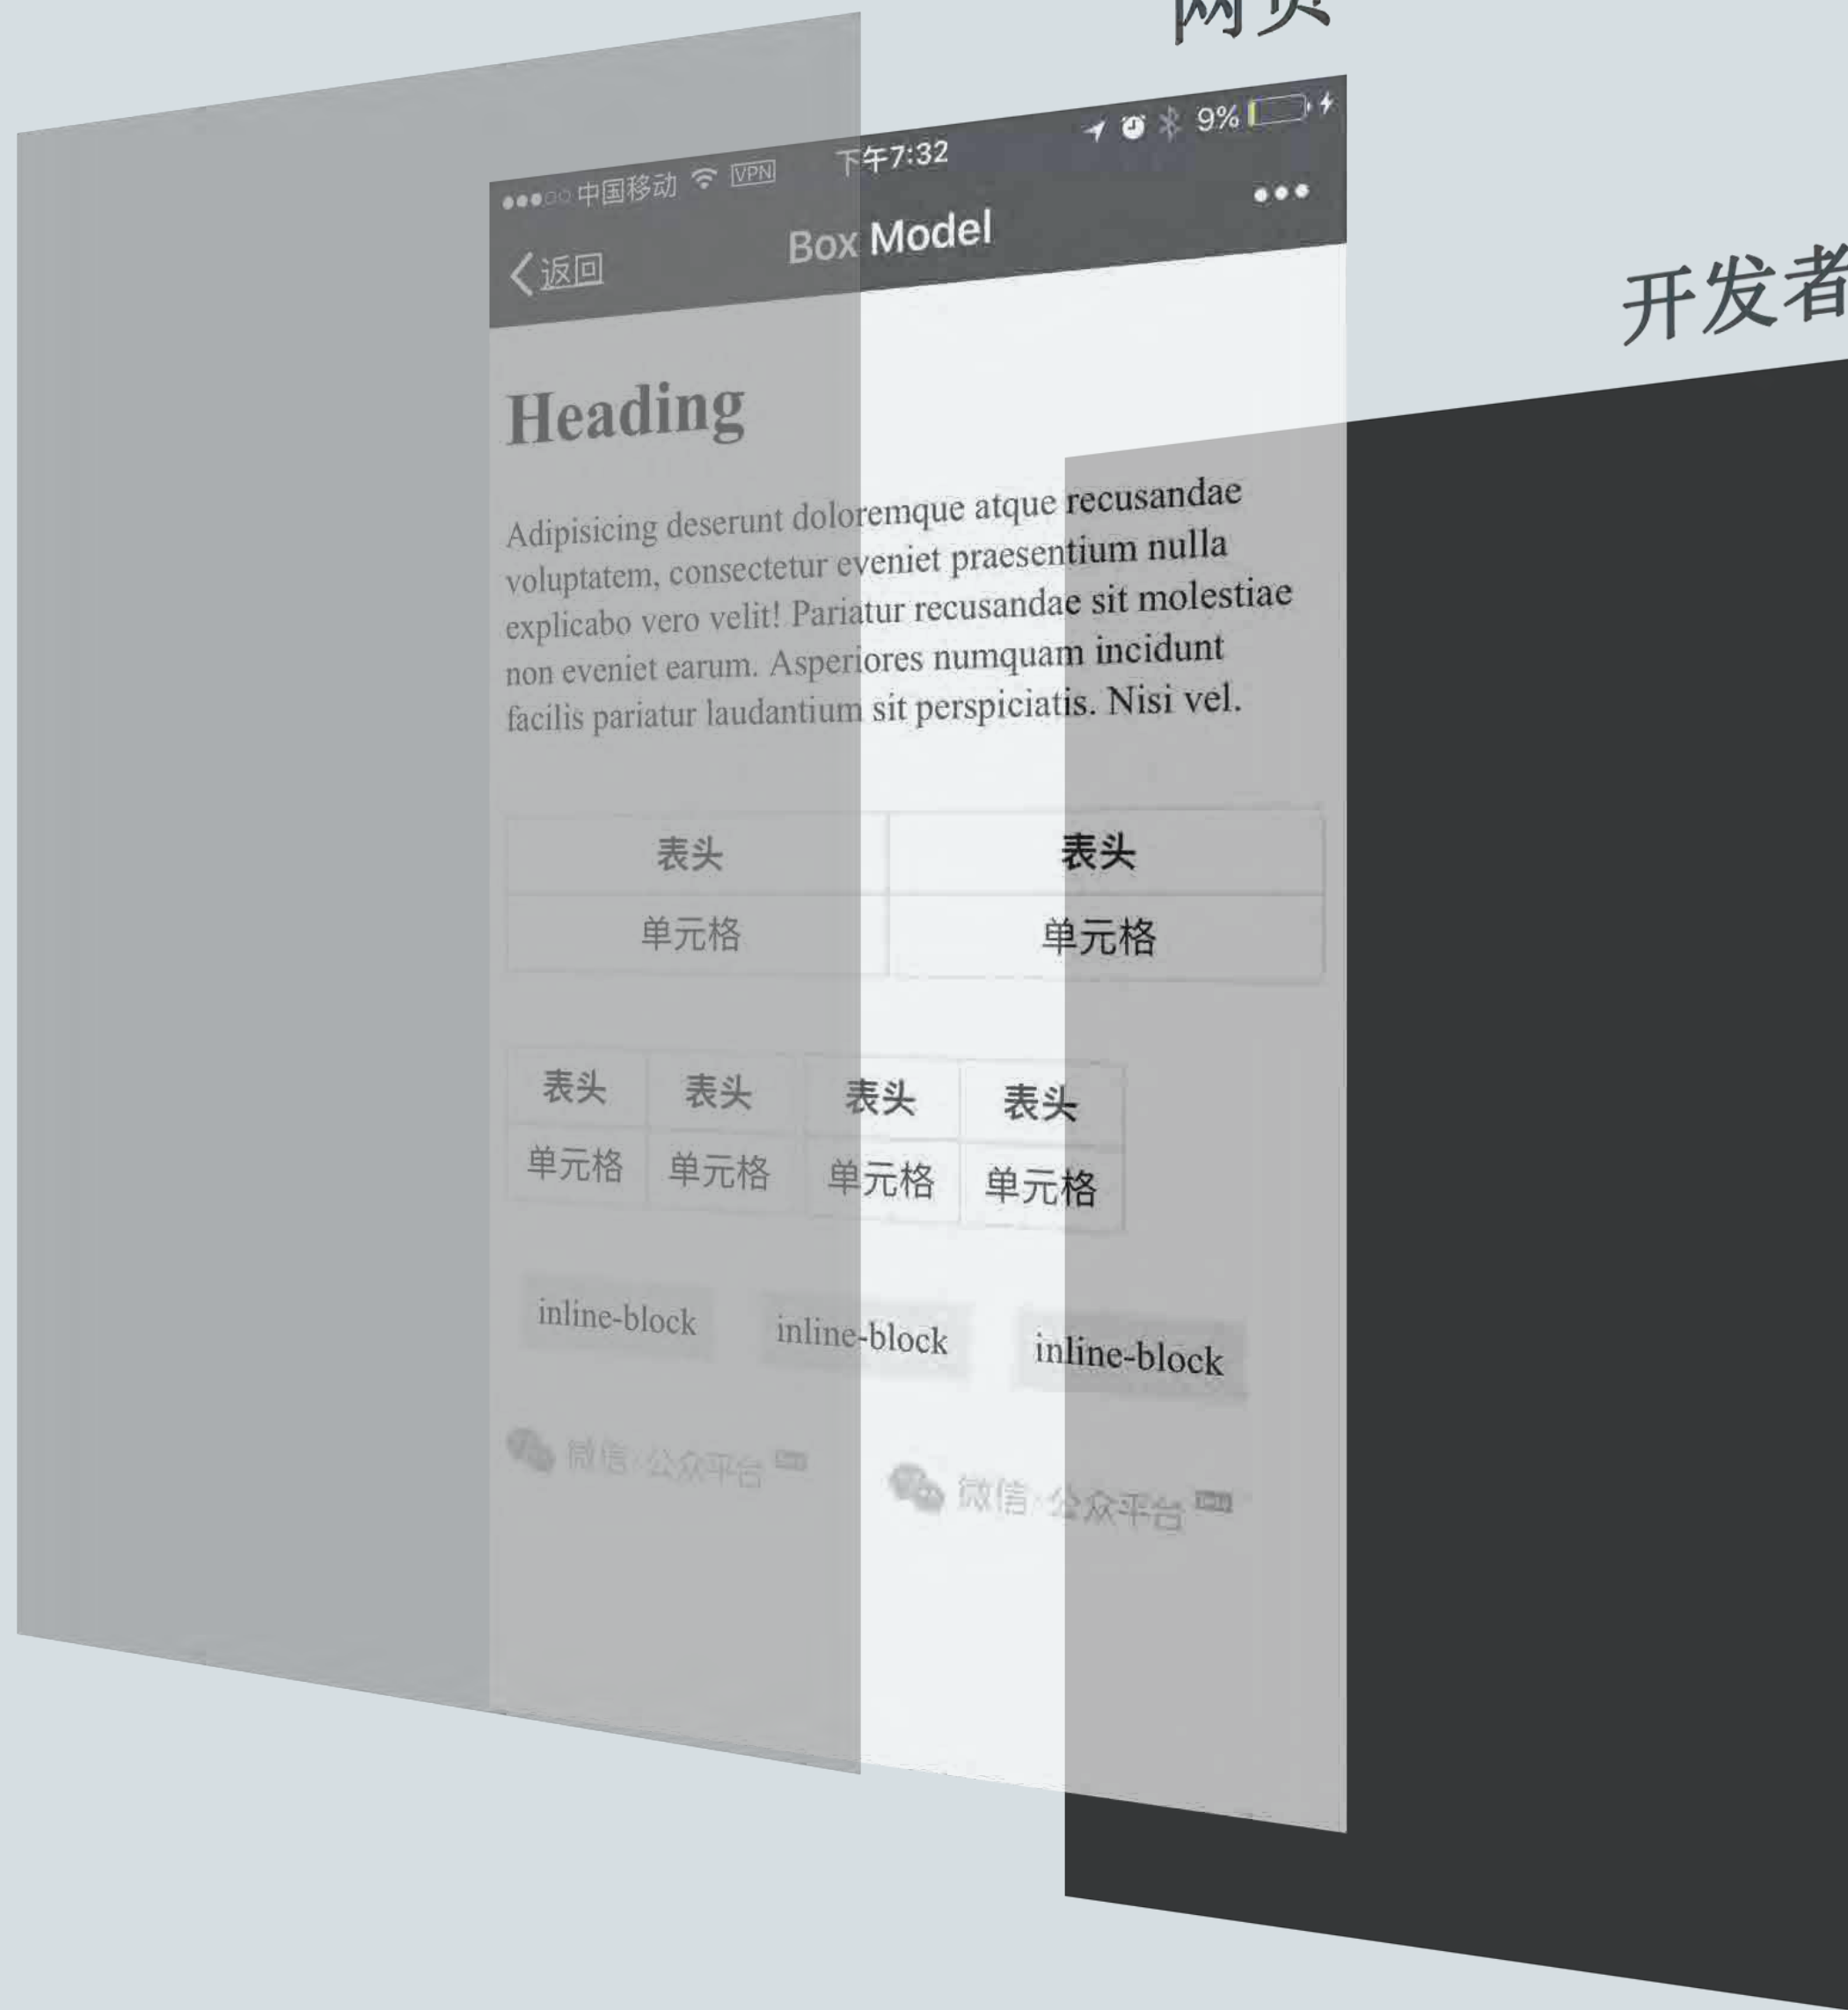 网页
开发者
中国移动 VPN 下午7:32 9%
返回 Box Model
Heading
Adipisicing deserunt doloremque atque recusandae
voluptatem, consectetur eveniet praesentium nulla
explicabo vero velit! Pariatur recusandae sit molestiae
non eveniet earum. Asperiores numquam incidunt
facilis pariatur laudantium sit perspiciatis. Nisi vel.
表头 表头
单元格 单元格
表头 表头 表头 表头
单元格 单元格 单元格 单元格
inline-block inline-block inline-block
微信·公众平台 微信·公众平台